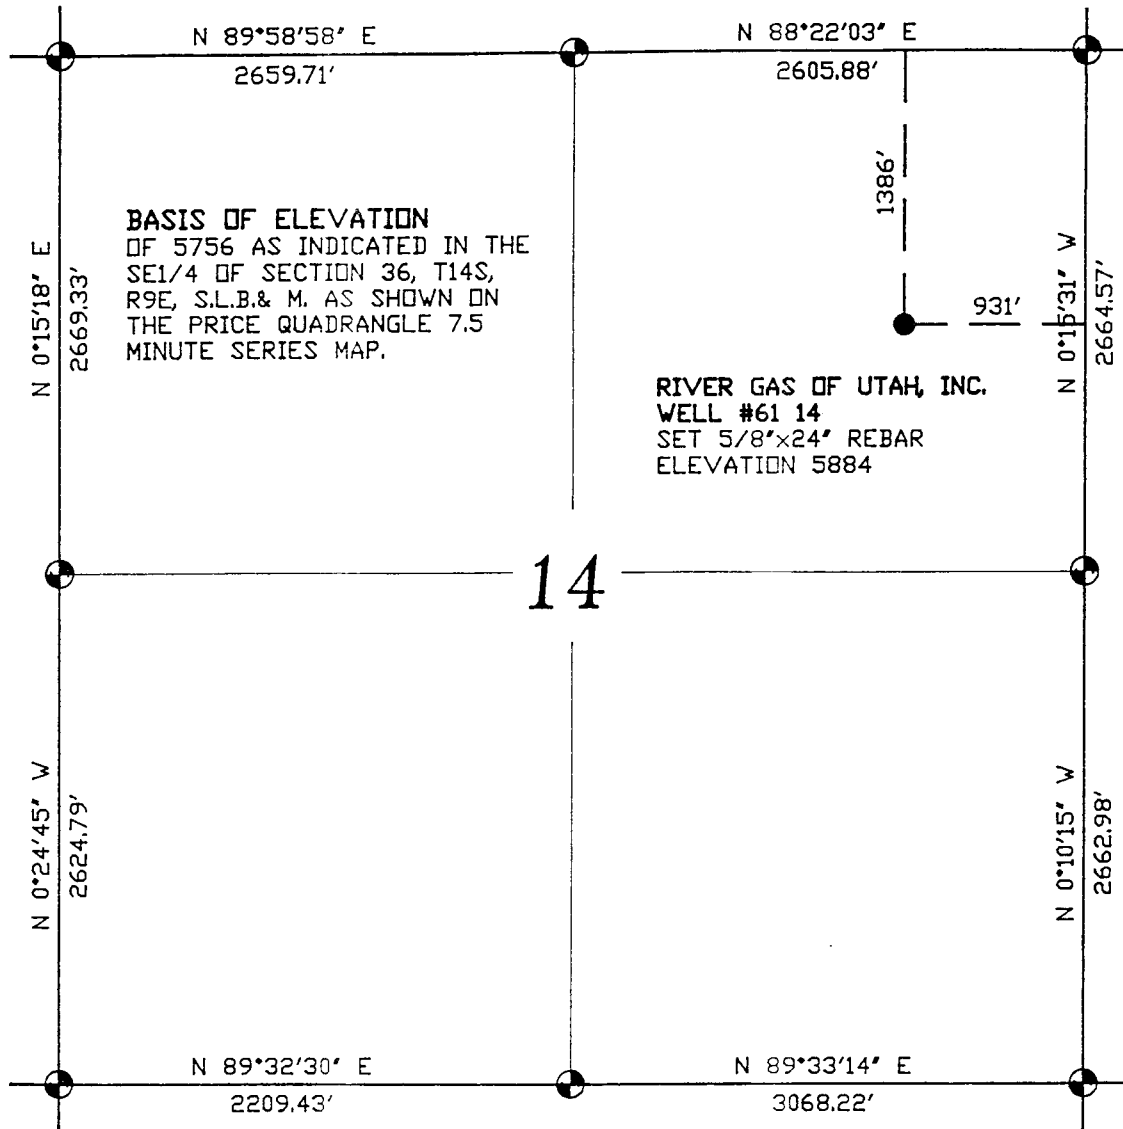 N 89°58'58" E
2659.71'
N 88°22'03" E
2605.88'
1386'
BASIS OF ELEVATION
OF 5756 AS INDICATED IN THE
SE1/4 OF SECTION 36, T14S,
R9E, S.L.B.& M. AS SHOWN ON
THE PRICE QUADRANGLE 7.5
MINUTE SERIES MAP.
N 0°15'18" E
2669.33'
931'
N 0°15'31" W
2664.57'
RIVER GAS OF UTAH, INC.
WELL #61 14
SET 5/8"x24" REBAR
ELEVATION 5884
14
N 0°24'45" W
2624.79'
N 0°10'15" W
2662.98'
N 89°32'30" E
2209.43'
N 89°33'14" E
3068.22'